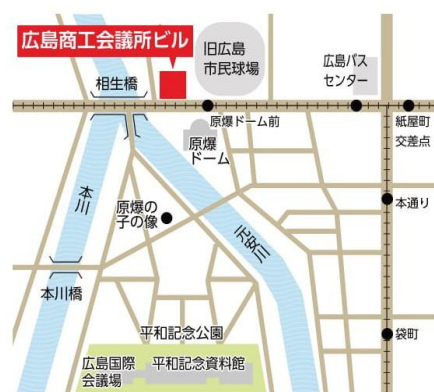 広島商工会議所ビル
旧広島
市民球場
広島バス
センター
相生橋
原爆ドーム前
紙屋町
交差点
原爆
ドーム
本川
原爆の
子の像
元安川
本通り
本川橋
平和記念公園
袋町
広島国際
会議場
平和記念資料館